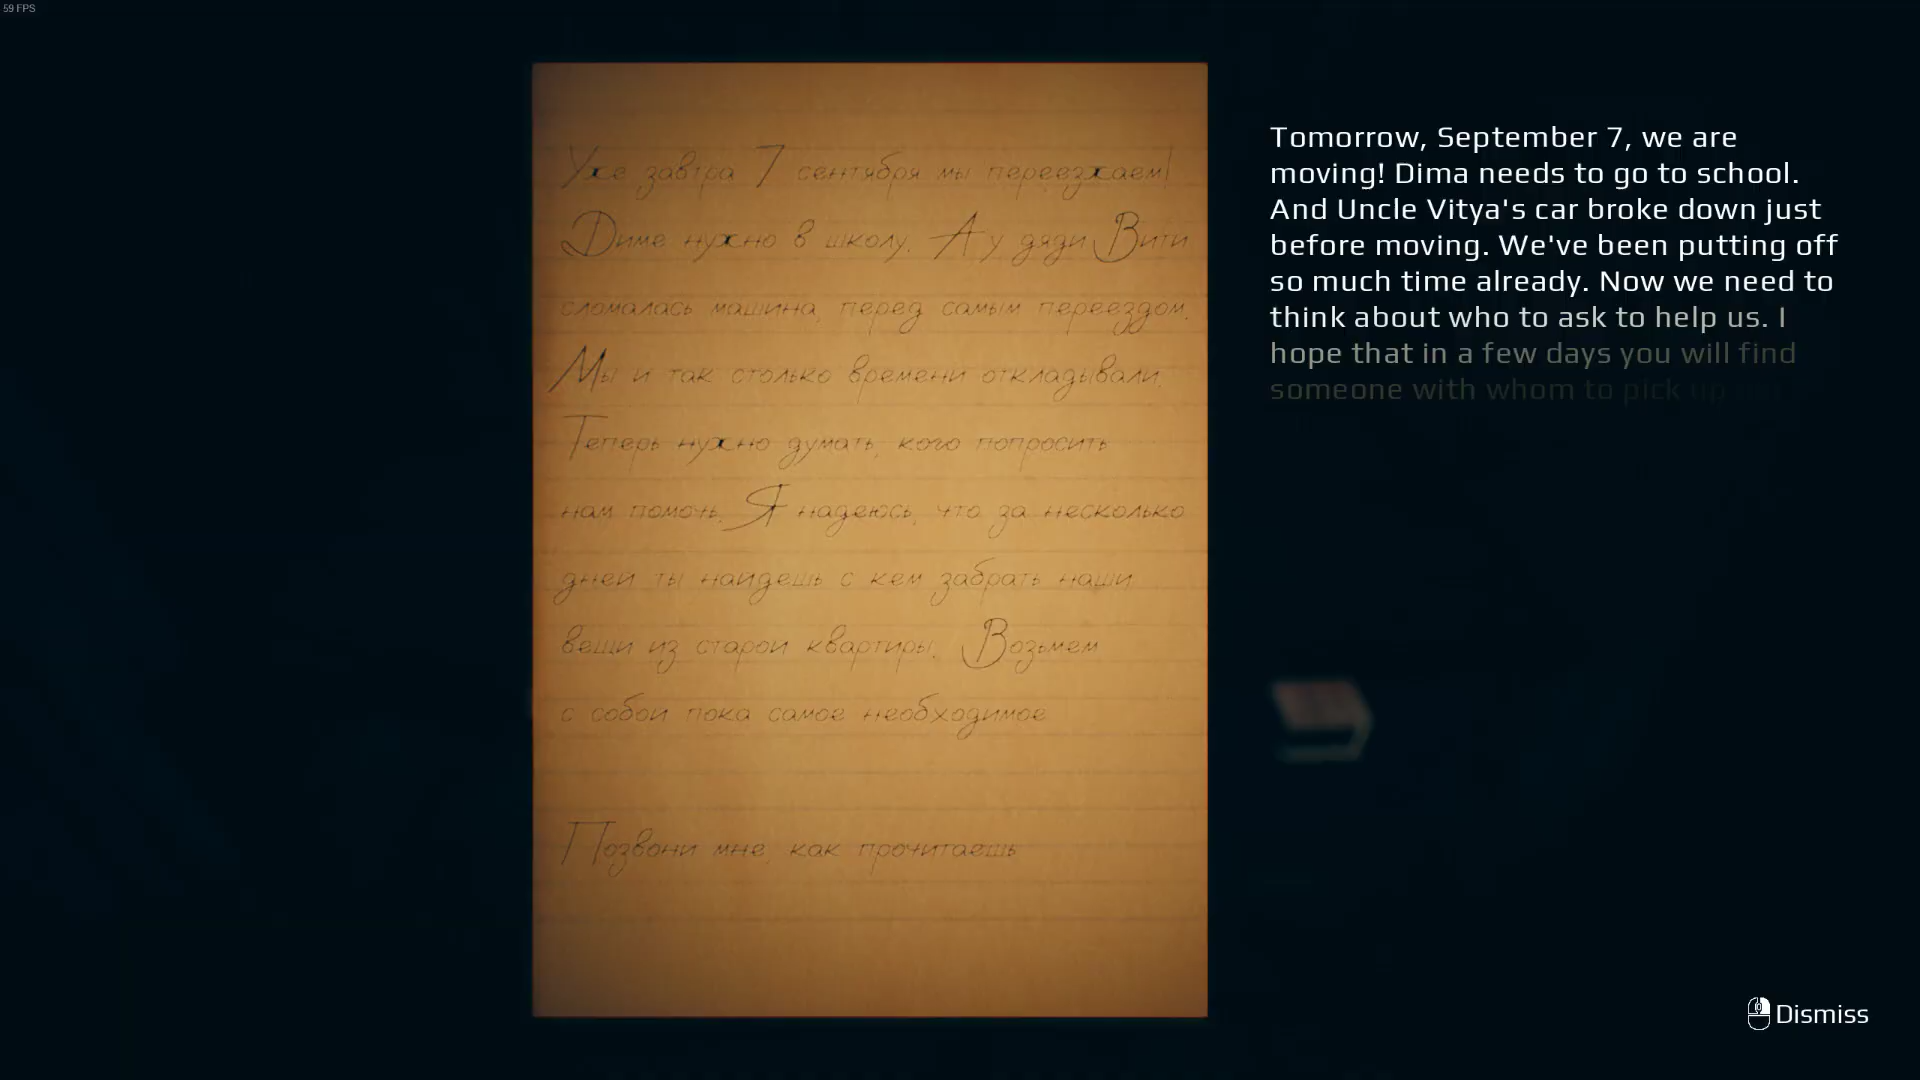 59 FPS
Уже завтра 7 сентября мы переезжаем!
Диме нужно в школу. А у дяди Вити
сломалась машина, перед самым переездом.
Мы и так столько времени откладывали.
Теперь нужно думать, кого попросить
нам помочь. Я надеюсь, что за несколько
дней ты найдешь с кем забрать наши
вещи из старой квартиры. Возьмем
с собой пока самое необходимое
Позвони мне, как прочитаешь
Tomorrow, September 7, we are
moving! Dima needs to go to school.
And Uncle Vitya's car broke down just
before moving. We've been putting off
so much time already. Now we need to
think about who to ask to help us. I
hope that in a few days you will find
someone with whom to pick up
Dismiss